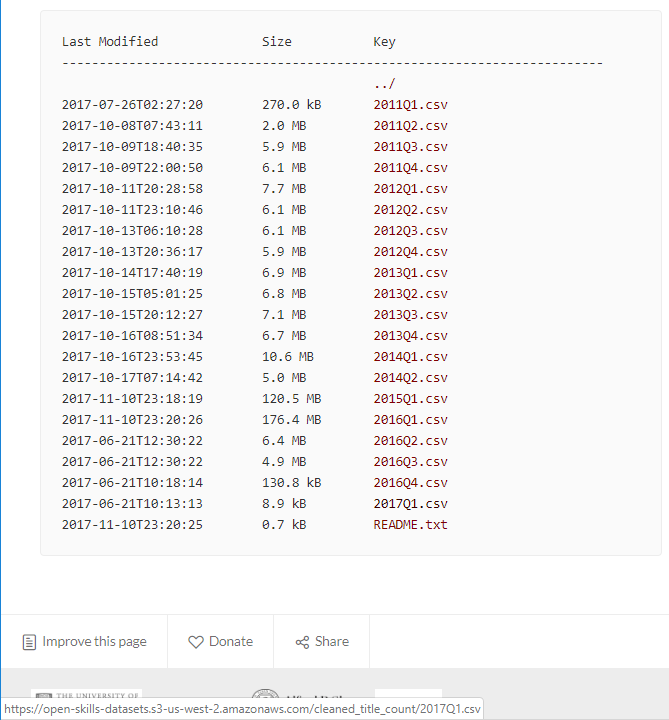 Last Modified Size Key
---------------------------------------------------------------------------
../
2017-07-26T02:27:20 270.0 kB 2011Q1.csv
2017-10-08T07:43:11 2.0 MB 2011Q2.csv
2017-10-09T18:40:35 5.9 MB 2011Q3.csv
2017-10-09T22:00:50 6.1 MB 2011Q4.csv
2017-10-11T20:28:58 7.7 MB 2012Q1.csv
2017-10-11T23:10:46 6.1 MB 2012Q2.csv
2017-10-13T06:10:28 6.1 MB 2012Q3.csv
2017-10-13T20:36:17 5.9 MB 2012Q4.csv
2017-10-14T17:40:19 6.9 MB 2013Q1.csv
2017-10-15T05:01:25 6.8 MB 2013Q2.csv
2017-10-15T20:12:27 7.1 MB 2013Q3.csv
2017-10-16T08:51:34 6.7 MB 2013Q4.csv
2017-10-16T23:53:45 10.6 MB 2014Q1.csv
2017-10-17T07:14:42 5.0 MB 2014Q2.csv
2017-11-10T23:18:19 120.5 MB 2015Q1.csv
2017-11-10T23:20:26 176.4 MB 2016Q1.csv
2017-06-21T12:30:22 6.4 MB 2016Q2.csv
2017-06-21T12:30:22 4.9 MB 2016Q3.csv
2017-06-21T10:18:14 130.8 kB 2016Q4.csv
2017-06-21T10:13:13 8.9 kB 2017Q1.csv
2017-11-10T23:20:25 0.7 kB README.txt
Improve this page Donate Share
THE UNIVERSITY OF
https://open-skills-datasets.s3-us-west-2.amazonaws.com/cleaned_title_count/2017Q1.csv